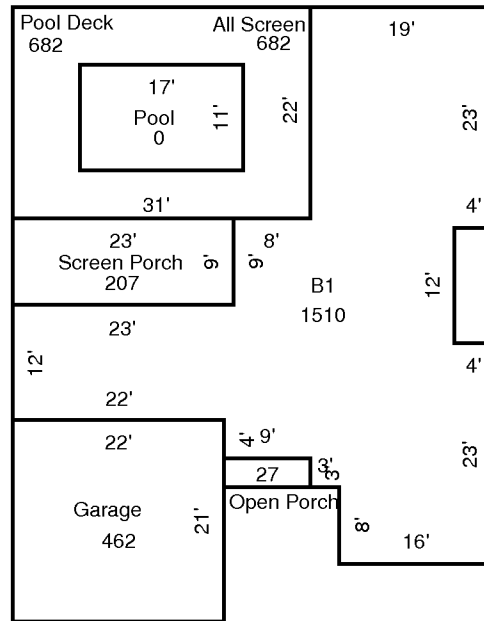 Pool Deck All Screen
682 682
19'
17'
Pool 11' 22' 23'
0
31' 4'
23' 8'
Screen Porch 9' 9'
207
12'
B1
1510
23'
12'
4'
22'
22' 4' 9'
27 3' 3' 23'
Open Porch
Garage 21' 8'
462 16'